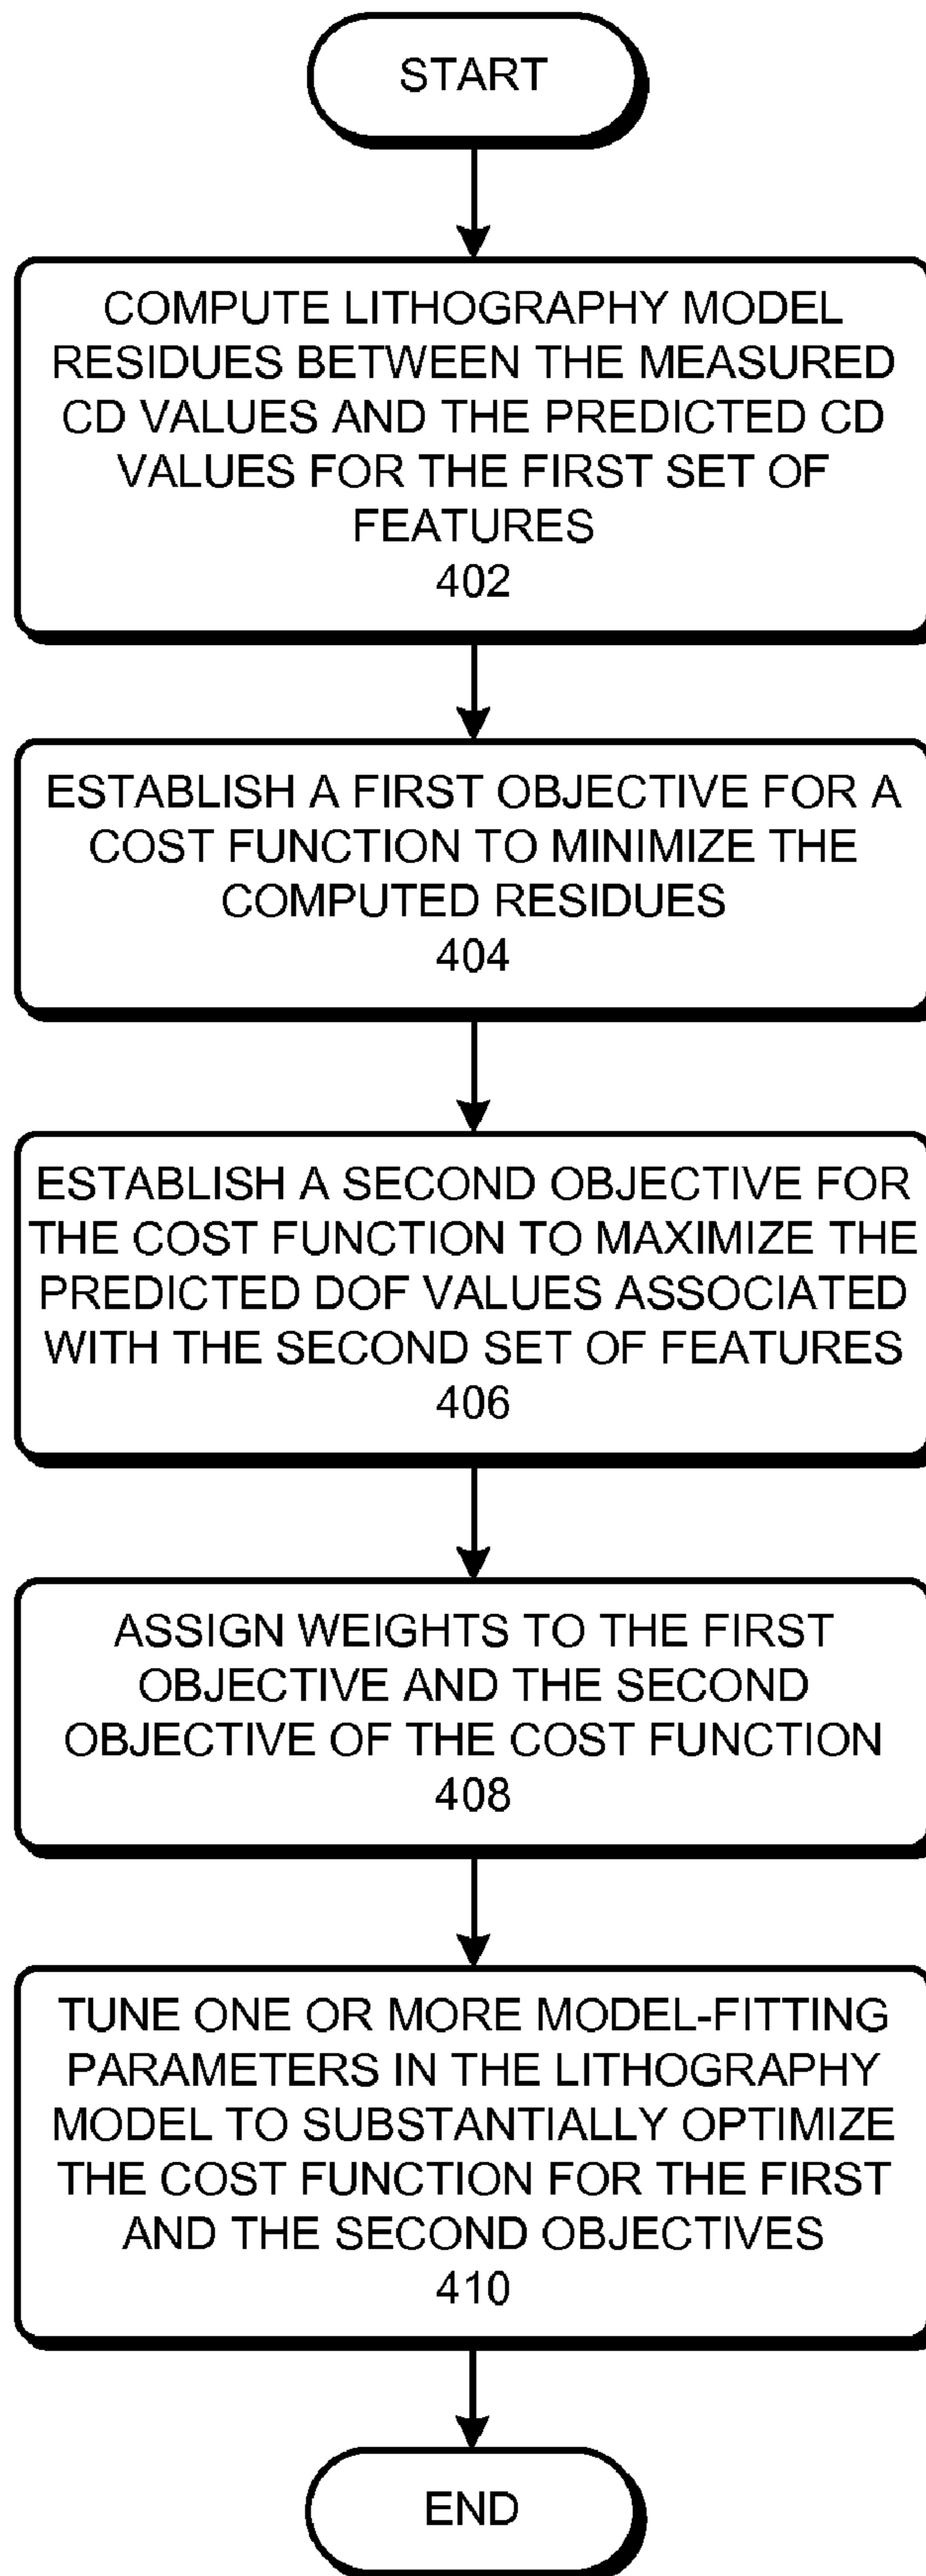 START
COMPUTE LITHOGRAPHY MODEL
RESIDUES BETWEEN THE MEASURED
CD VALUES AND THE PREDICTED CD
VALUES FOR THE FIRST SET OF
FEATURES
402
ESTABLISH A FIRST OBJECTIVE FOR A
COST FUNCTION TO MINIMIZE THE
COMPUTED RESIDUES
404
ESTABLISH A SECOND OBJECTIVE FOR
THE COST FUNCTION TO MAXIMIZE THE
PREDICTED DOF VALUES ASSOCIATED
WITH THE SECOND SET OF FEATURES
406
ASSIGN WEIGHTS TO THE FIRST
OBJECTIVE AND THE SECOND
OBJECTIVE OF THE COST FUNCTION
408
TUNE ONE OR MORE MODEL-FITTING
PARAMETERS IN THE LITHOGRAPHY
MODEL TO SUBSTANTIALLY OPTIMIZE
THE COST FUNCTION FOR THE FIRST
AND THE SECOND OBJECTIVES
410
END